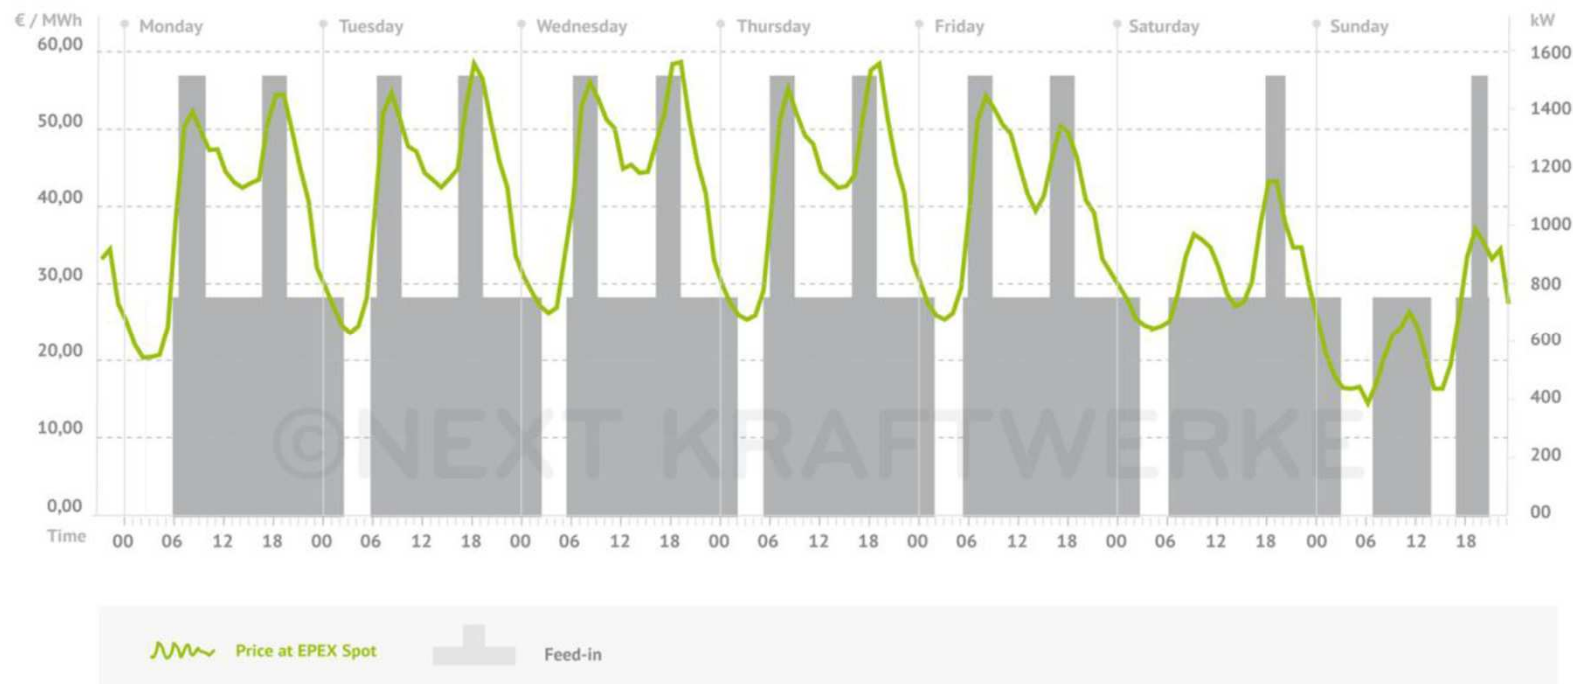 € / MWh Monday Tuesday Wednesday Thursday Friday Saturday Sunday kW
60,00 1600
50,00 1400
40,00 1200
30,00 1000
20,00 800
10,00 600
0,00 400
200
00
©NEXT KRAFTWERKE
Time 00 06 12 18 00 06 12 18 00 06 12 18 00 06 12 18 00 06 12 18 00 06 12 18 00 06 12 18
Price at EPEX Spot Feed-in